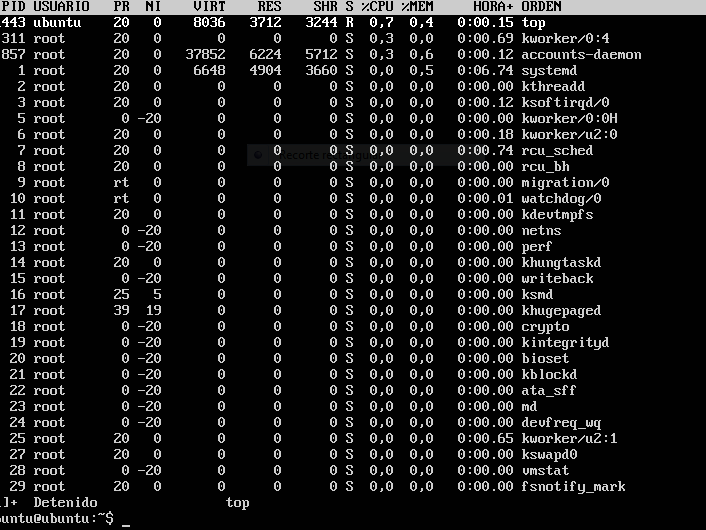 PID USUARIO PR NI VIRT RES SHR S %CPU %MEM HORA+ ORDEN
443 ubuntu 20 0 8036 3712 3244 R 0,7 0,4 0:00.15 top
311 root 20 0 0 0 0 S 0,3 0,0 0:00.69 kworker/0:4
857 root 20 0 37852 6224 5712 S 0,3 0,6 0:00.12 accounts-daemon
1 root 20 0 6648 4904 3660 S 0,0 0,5 0:06.74 systemd
2 root 20 0 0 0 0 S 0,0 0,0 0:00.00 kthreadd
3 root 20 0 0 0 0 S 0,0 0,0 0:00.12 ksoftirqd/0
5 root 0 -20 0 0 0 S 0,0 0,0 0:00.00 kworker/0:0H
6 root 20 0 0 0 0 S 0,0 0,0 0:00.18 kworker/u2:0
7 root 20 0 0 0 0 S 0,0 0,0 0:00.74 rcu_sched
8 root 20 0 0 0 0 S 0,0 0,0 0:00.00 rcu_bh
9 root rt 0 0 0 0 S 0,0 0,0 0:00.00 migration/0
10 root rt 0 0 0 0 S 0,0 0,0 0:00.01 watchdog/0
11 root 20 0 0 0 0 S 0,0 0,0 0:00.00 kdevtmpfs
12 root 0 -20 0 0 0 S 0,0 0,0 0:00.00 netns
13 root 0 -20 0 0 0 S 0,0 0,0 0:00.00 perf
14 root 20 0 0 0 0 S 0,0 0,0 0:00.00 khungtaskd
15 root 0 -20 0 0 0 S 0,0 0,0 0:00.00 writeback
16 root 25 5 0 0 0 S 0,0 0,0 0:00.00 ksmd
17 root 39 19 0 0 0 S 0,0 0,0 0:00.00 khugepaged
18 root 0 -20 0 0 0 S 0,0 0,0 0:00.00 crypto
19 root 0 -20 0 0 0 S 0,0 0,0 0:00.00 kintegrityd
20 root 0 -20 0 0 0 S 0,0 0,0 0:00.00 bioset
21 root 0 -20 0 0 0 S 0,0 0,0 0:00.00 kblockd
22 root 0 -20 0 0 0 S 0,0 0,0 0:00.00 ata_sff
23 root 0 -20 0 0 0 S 0,0 0,0 0:00.00 md
24 root 0 -20 0 0 0 S 0,0 0,0 0:00.00 devfreq_wq
25 root 20 0 0 0 0 S 0,0 0,0 0:00.65 kworker/u2:1
27 root 20 0 0 0 0 S 0,0 0,0 0:00.00 kswapd0
28 root 0 -20 0 0 0 S 0,0 0,0 0:00.00 vmstat
29 root 20 0 0 0 0 S 0,0 0,0 0:00.00 fsnotify_mark
]+ Detenido top
untu@ubuntu:~$ _